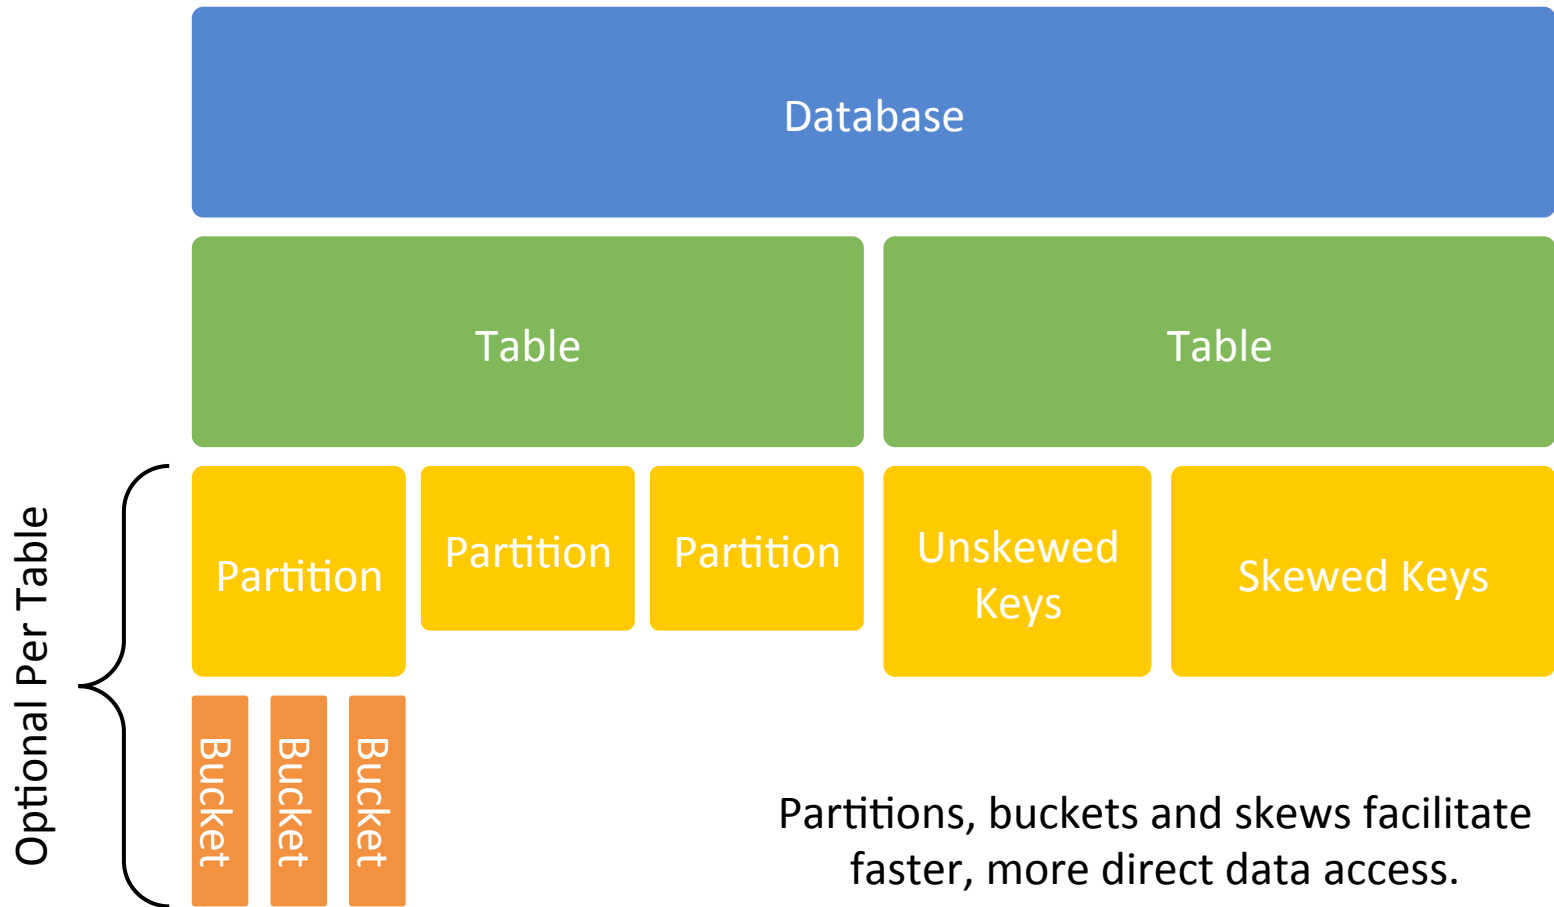 Database
Table
Table
Optional Per Table
Partition
Partition
Partition
Unskewed
Keys
Skewed Keys
Bucket
Bucket
Bucket
Partitions, buckets and skews facilitate
faster, more direct data access.